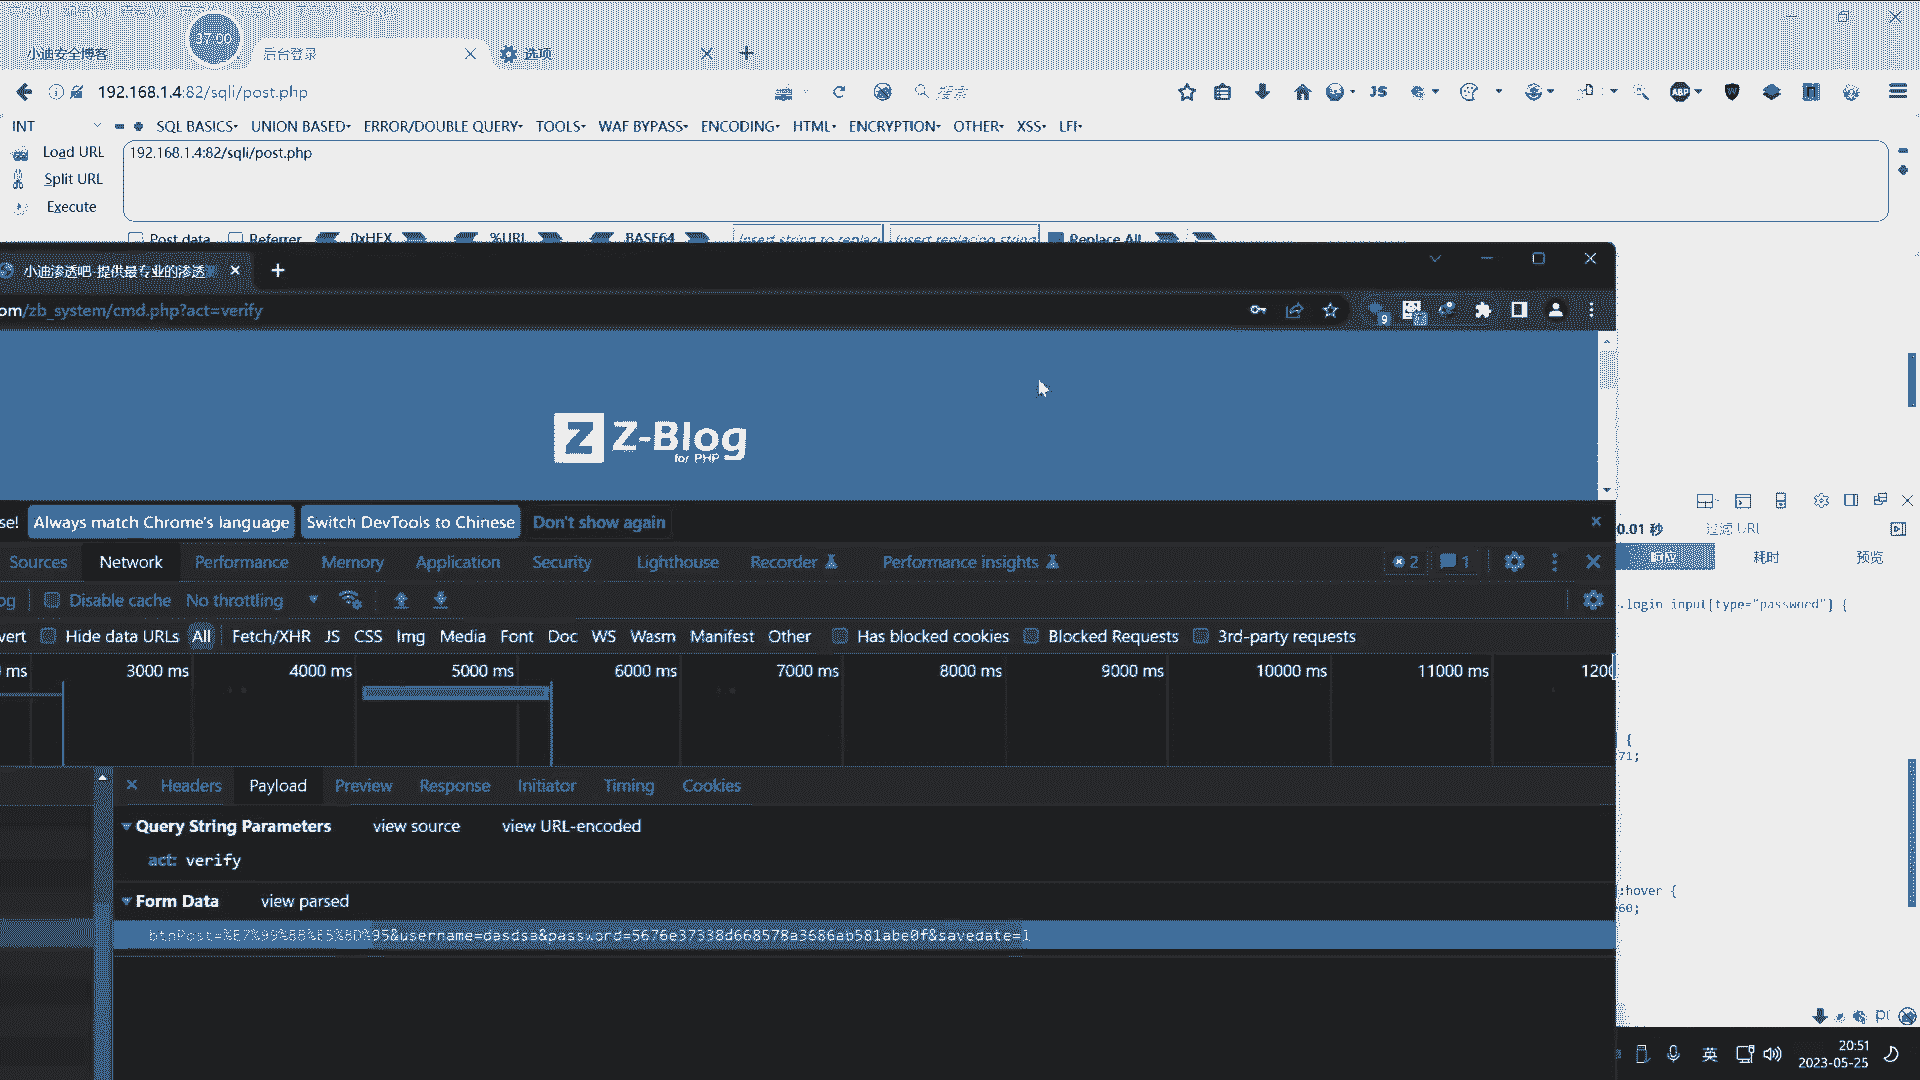 小迪安全博客
37:00
后台登录
选项
192.168.1.4:82/sqli/post.php
搜索
INT
SQL BASICS
UNION BASED
ERROR/DOUBLE QUERY
TOOLS
WAF BYPASS
ENCODING
HTML
ENCRYPTION
OTHER
XSS
LFI
Load URL
192.168.1.4:82/sqli/post.php
Split URL
Execute
Post data
Referrer
0xHEX
%URL
BASE64
Insert string to replace
Insert replacing string
Replace All
小迪渗透吧-提供最专业的渗透
om/zb_system/cmd.php?act=verify
9
Z-Blog
for PHP
se!
Always match Chrome's language
Switch DevTools to Chinese
Don't show again
0.01 秒
过滤 URL
Sources
Network
Performance
Memory
Application
Security
Lighthouse
Recorder
Performance insights
2
1
响应
耗时
预览
og
Disable cache
No throttling
.login input[type="password"] {
vert
Hide data URLs
All
Fetch/XHR
JS
CSS
Img
Media
Font
Doc
WS
Wasm
Manifest
Other
Has blocked cookies
Blocked Requests
3rd-party requests
ms
3000 ms
4000 ms
5000 ms
6000 ms
7000 ms
8000 ms
9000 ms
10000 ms
11000 ms
1200
{
71;
Headers
Payload
Preview
Response
Initiator
Timing
Cookies
Query String Parameters
view source
view URL-encoded
act: verify
Form Data
view parsed
:hover {
60;
btnPost=%E7%99%BB%E5%BD%95&username=dasdsa&password=5676e37338d668578a3686ab581abe0f&savedate=1
英
20:51
2023-05-25